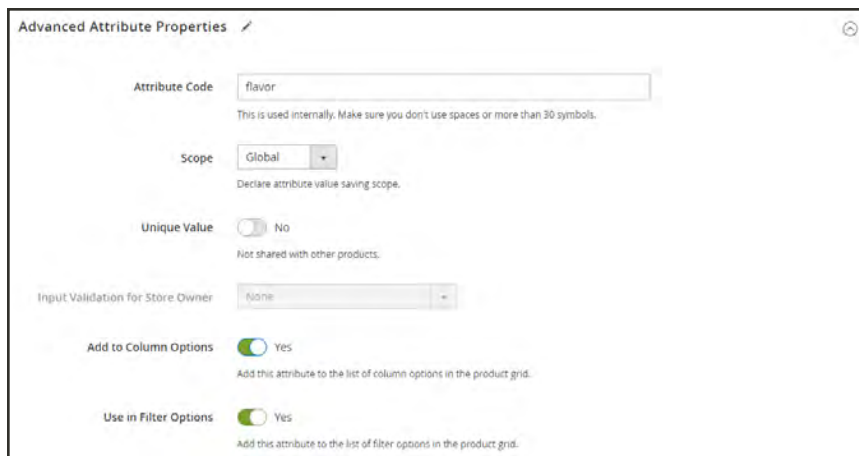 Advanced Attribute Properties
Attribute Code
flavor
This is used internally. Make sure you don't use spaces or more than 30 symbols.
Scope
Global
Declare attribute value saving scope.
Unique Value
No
Not shared with other products.
Input Validation for Store Owner
None
Add to Column Options
Yes
Add this attribute to the list of column options in the product grid.
Use in Filter Options
Yes
Add this attribute to the list of filter options in the product grid.